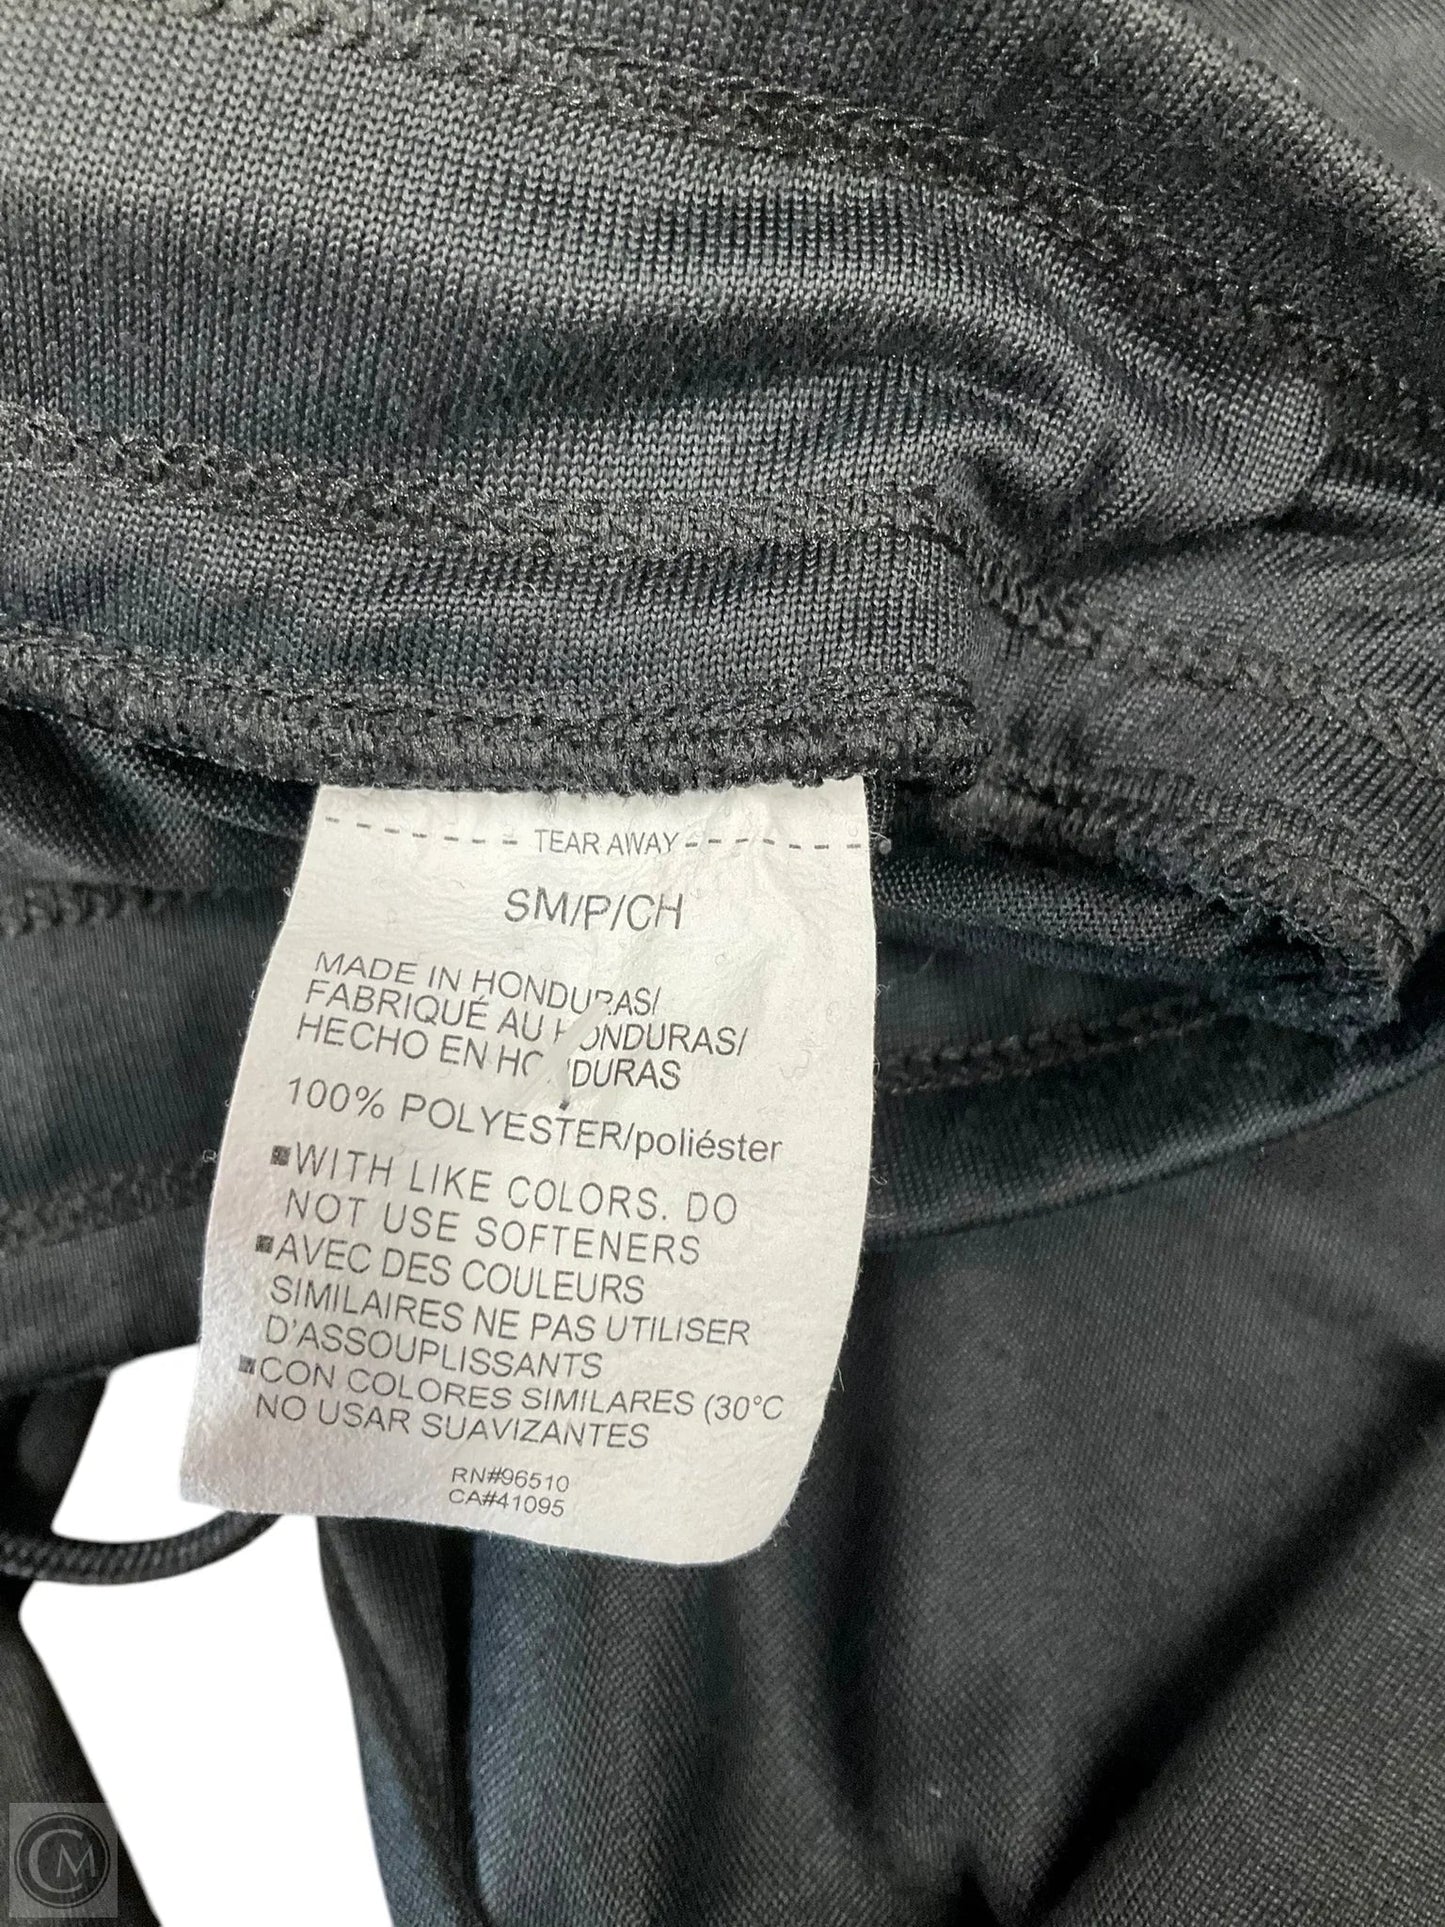 TEAR AWAY
SM/P/CH
MADE IN HONDURAS/
FABRIQUÉ AU HONDURAS/
HECHO EN HONDURAS
100% POLYESTER/poliéster
WITH LIKE COLORS. DO
NOT USE SOFTENERS
AVEC DES COULEURS
SIMILAIRES NE PAS UTILISER
D'ASSOUPLISSANTS
CON COLORES SIMILARES (30°C
NO USAR SUAVIZANTES
RN#96510
CA#41095
CM